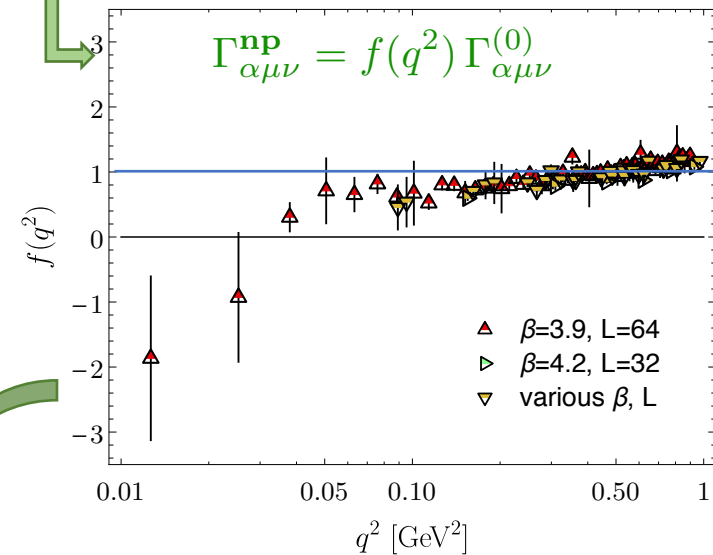 Γ^np_αμν = f(q²) Γ^(0)_αμν
3
2
1
0
−1
−2
−3
f(q²)
β=3.9, L=64
β=4.2, L=32
various β, L
0.01 0.05 0.10 0.50 1
q² [GeV²]